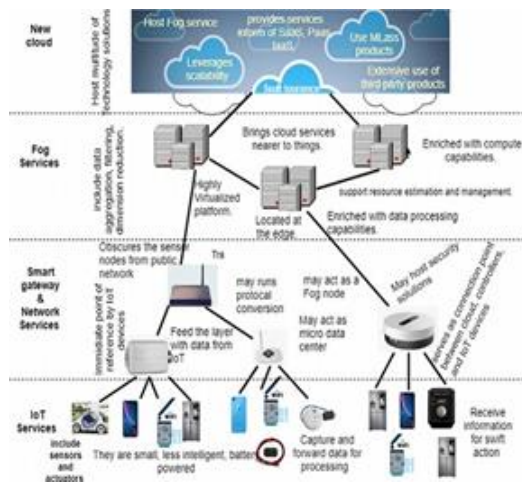 New
cloud
Host multitude of
technology solutions
Host Fog service
provides services
inform of SaaS, Paas
IaaS
Use MLass
products
Leverages
scalability
Extensive use of
third-party products
Fog
Services
include data
aggregation, filtering,
dimension reduction.
Brings cloud services
nearer to things.
Enriched with compute
capabilities.
Highly
Virtualized
platform.
support resource estimation and management.
Located at
the edge.
Enriched with data processing
capabilities.
Smart
gateway
&
Network
Services
immediate point of
reference by IoT
devices
Obscures the sensor
nodes from public
network
Ths
may runs
protocal
conversion
may act as a
Fog node
May host security
solutions
Feed the layer
with data from
IoT
May act as
micro data
center
serves as connection point
between clouds, controllers,
and IoT devices
IoT
Services
include
sensors
and
actuators
They are small, less intelligent, battery
powered
Capture and
forward data for
processing
Receive
information
for swift
action